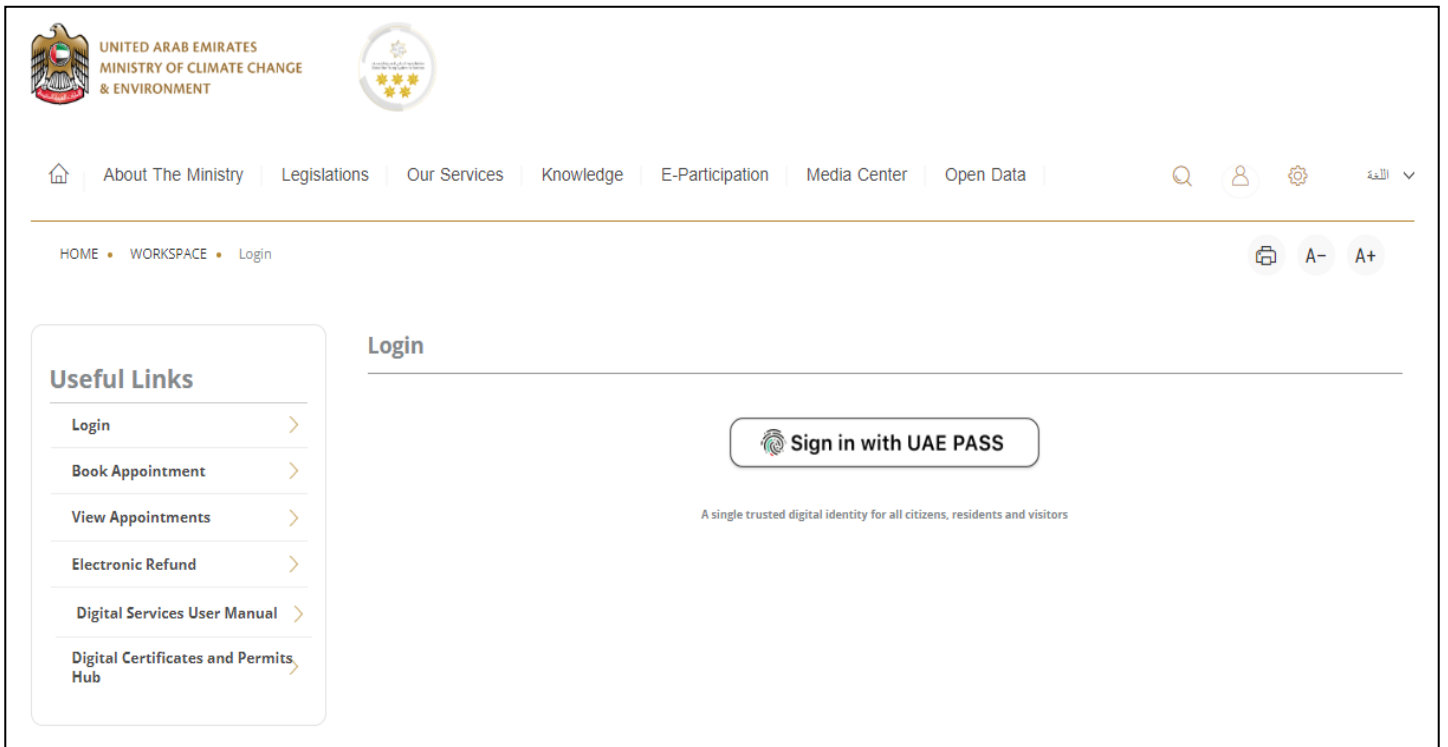 UNITED ARAB EMIRATES
MINISTRY OF CLIMATE CHANGE
& ENVIRONMENT
About The Ministry Legislations Our Services Knowledge E-Participation Media Center Open Data اللغة
HOME • WORKSPACE • Login
A- A+
Login
Useful Links
Login
Book Appointment
View Appointments
Electronic Refund
Digital Services User Manual
Digital Certificates and Permits
Hub
Sign in with UAE PASS
A single trusted digital identity for all citizens, residents and visitors